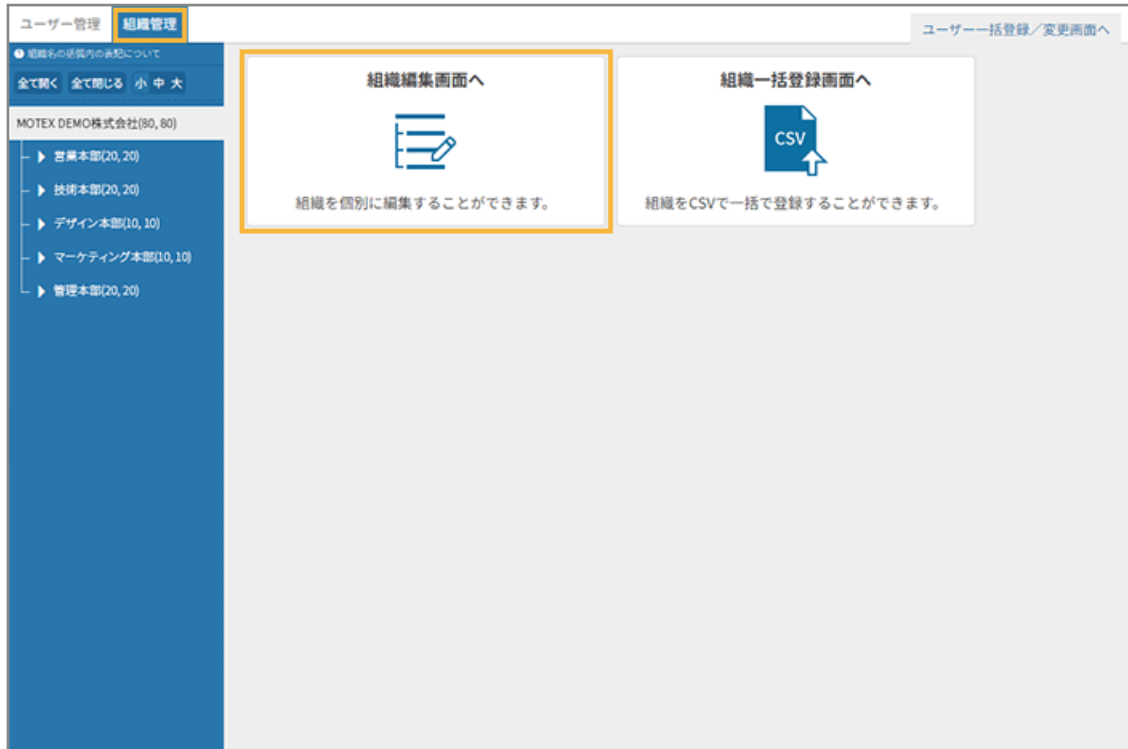 ユーザー管理 組織管理
ユーザー一括登録／変更画面へ
組織名の括弧内の表記について
全て開く 全て閉じる 小 中 大
MOTEX DEMO株式会社(80, 80)
営業本部(20, 20)
技術本部(20, 20)
デザイン本部(10, 10)
マーケティング本部(10, 10)
管理本部(20, 20)
組織編集画面へ
組織を個別に編集することができます。
組織一括登録画面へ
CSV
組織をCSVで一括で登録することができます。